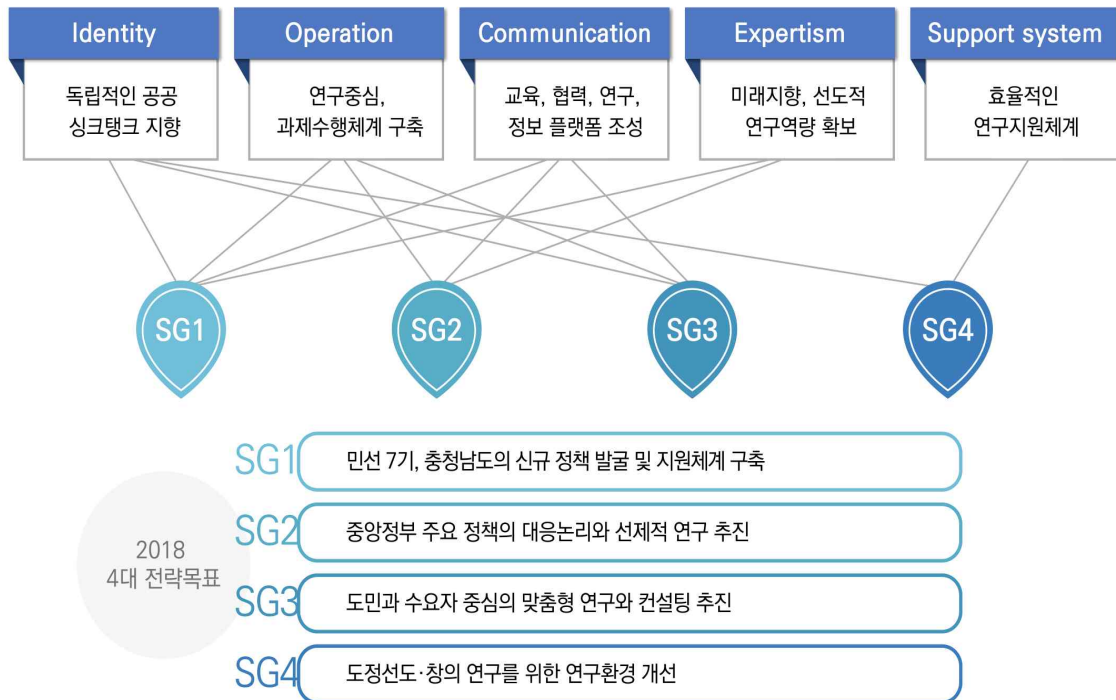 Identity
Operation
Communication
Expertism
Support system
독립적인 공공
싱크탱크 지향
연구중심,
과제수행체계 구축
교육, 협력, 연구,
정보 플랫폼 조성
미래지향, 선도적
연구역량 확보
효율적인
연구지원체계
SG1
SG2
SG3
SG4
2018
4대 전략목표
SG1 민선 7기, 충청남도의 신규 정책 발굴 및 지원체계 구축
SG2 중앙정부 주요 정책의 대응논리와 선제적 연구 추진
SG3 도민과 수요자 중심의 맞춤형 연구와 컨설팅 추진
SG4 도정선도·창의 연구를 위한 연구환경 개선